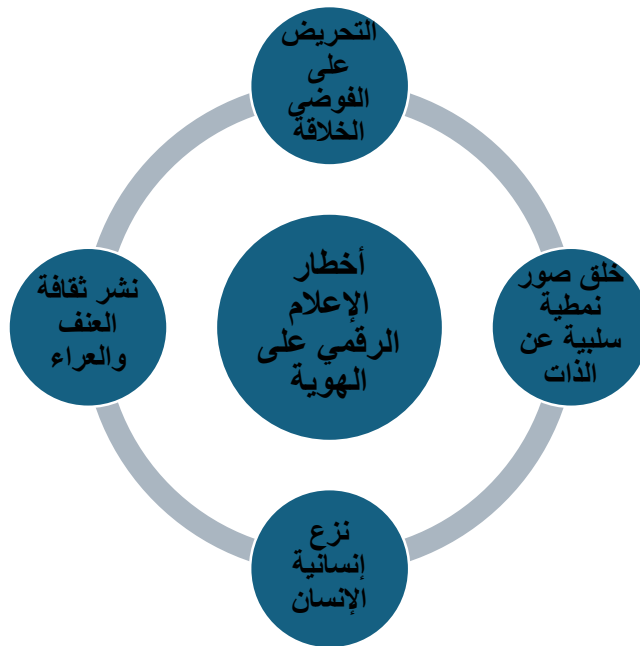 التحريض
على
الفوضى
الخلاقة
خلق صور
نمطية
سلبية عن
الذات
أخطار
الإعلام
الرقمي على
الهوية
نشر ثقافة
العنف
والعراء
نزع
إنسانية
الإنسان